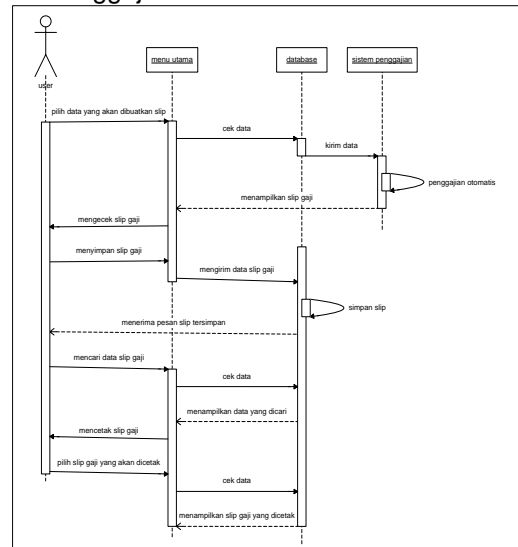 menu utama
database
sistem penggajian
user
pilih data yang akan dibuatkan slip
cek data
kirim data
penggajian otomatis
menampilkan slip gaji
mengecek slip gaji
menyimpan slip gaji
mengirim data slip gaji
simpan slip
menerima pesan slip tersimpan
mencari data slip gaji
cek data
menampilkan data yang dicari
mencetak slip gaji
pilih slip gaji yang akan dicetak
cek data
menampilkan slip gaji yang dicetak